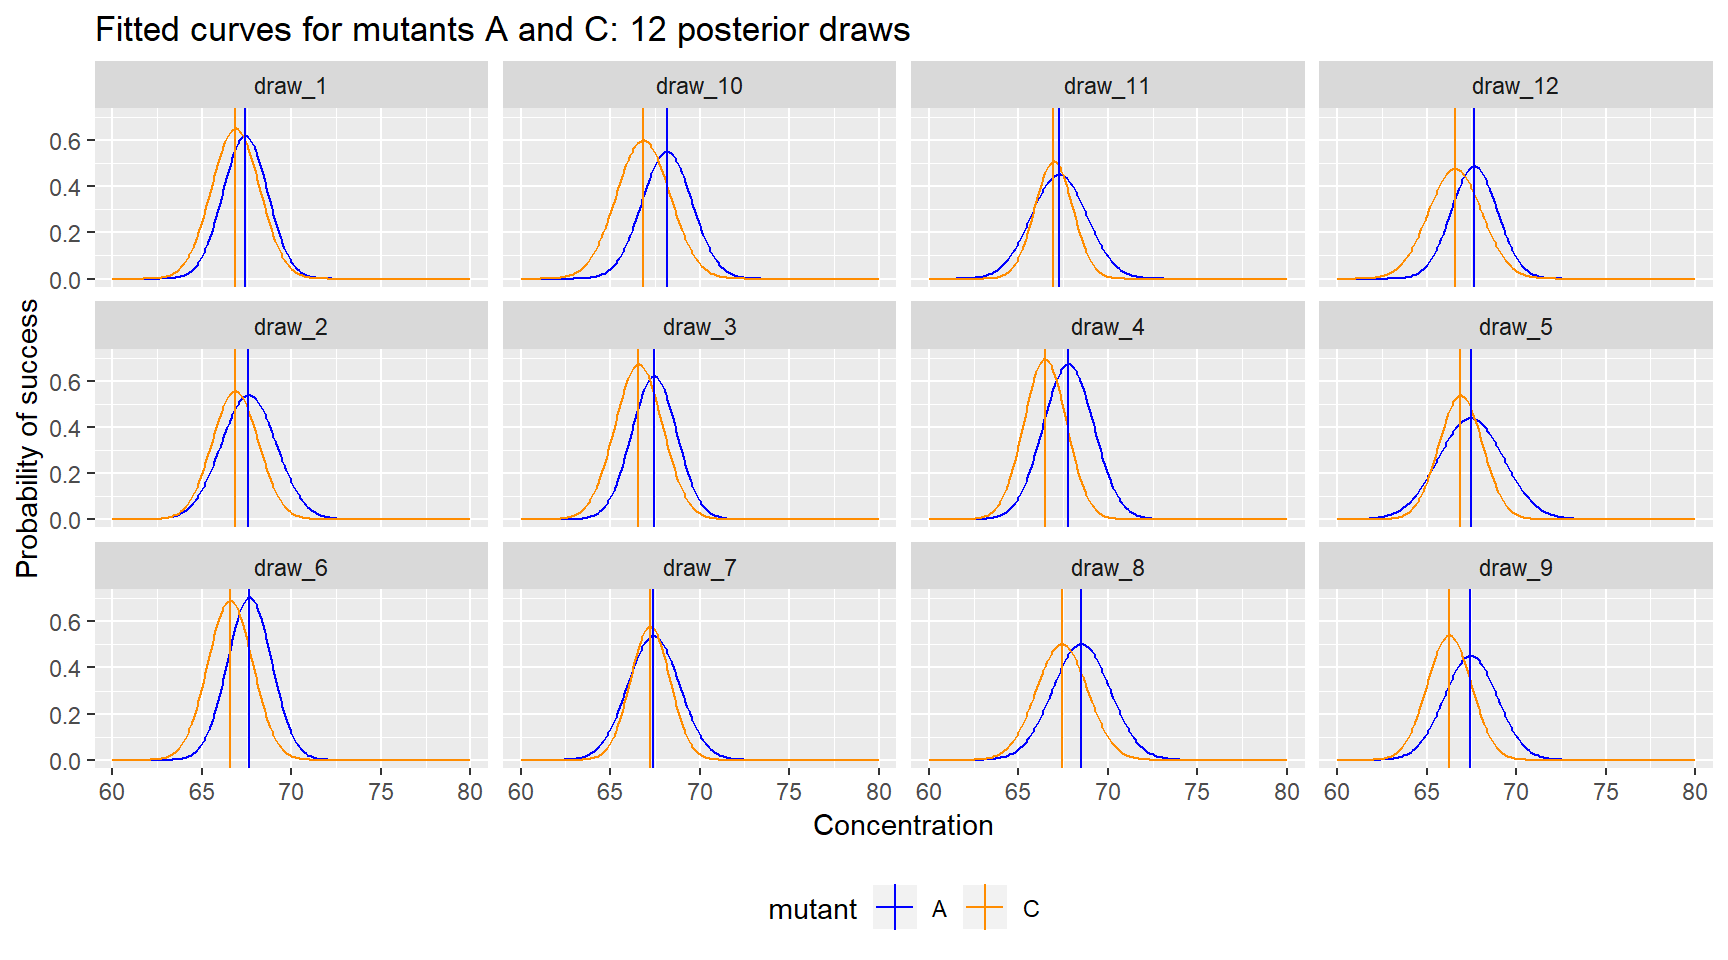 Fitted curves for mutants A and C: 12 posterior draws
draw_1 draw_10 draw_11 draw_12
0.6
0.4
0.2
0.0
draw_2 draw_3 draw_4 draw_5
0.6
0.4
0.2
0.0
draw_6 draw_7 draw_8 draw_9
0.6
0.4
0.2
0.0
Probability of success
60 65 70 75 80 60 65 70 75 80 60 65 70 75 80 60 65 70 75 80
Concentration
mutant A C